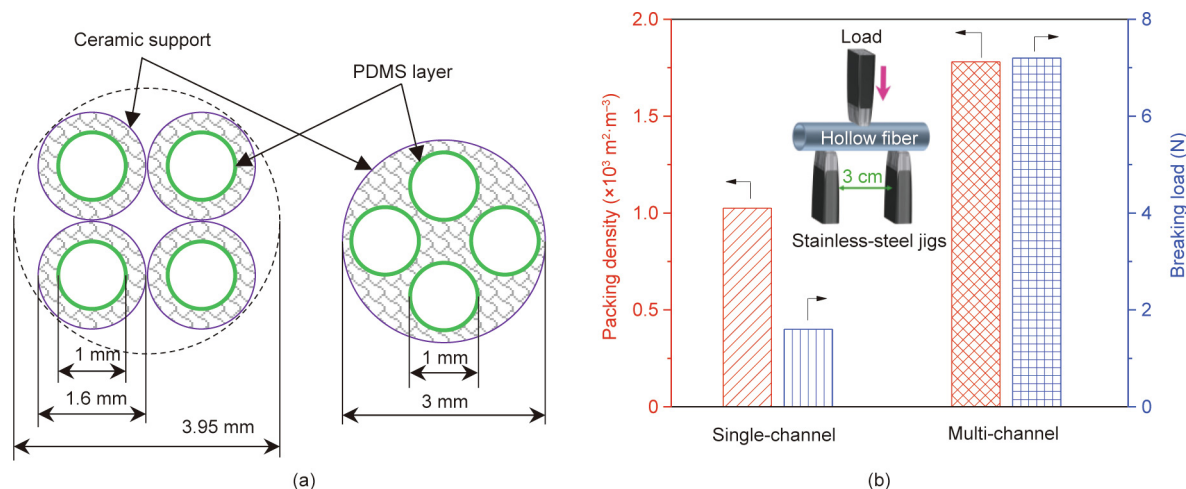 Ceramic support
PDMS layer
1 mm
1.6 mm
3.95 mm
1 mm
3 mm
(a)
Packing density (×10³ m²·m⁻³)
2.0
1.5
1.0
0.5
0
Load
Hollow fiber
3 cm
Stainless-steel jigs
8
6
4
2
0
Breaking load (N)
Single-channel
Multi-channel
(b)